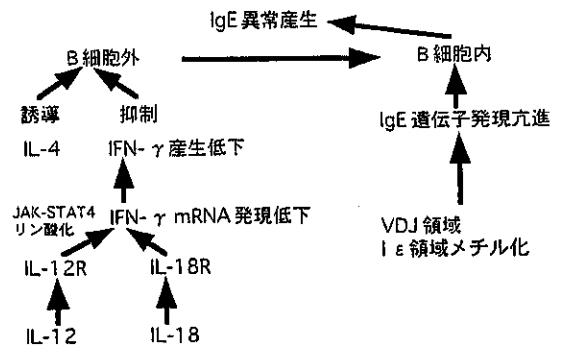 IgE 異常産生
B 細胞外
B 細胞内
誘導 抑制
IgE 遺伝子発現亢進
IL-4 IFN- γ 産生低下
JAK-STAT4
リン酸化
IFN- γ mRNA 発現低下
VDJ 領域
I ε 領域メチル化
IL-12R IL-18R
IL-12 IL-18